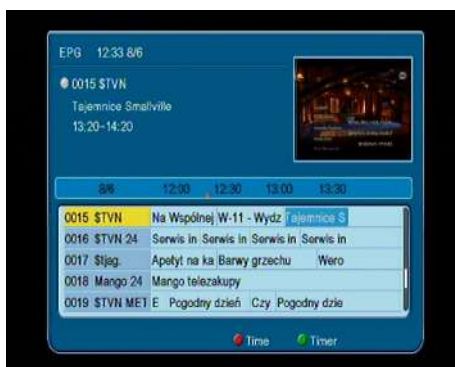 EPG 12:33 8/6
0015 $TVN
Tajemnice Smallville
13:20-14:20
8/6 12:00 12:30 13:00 13:30
0015 $TVN Na Wspólnej W-11 - Wydz Tajemnice S
0016 $TVN 24 Serwis in Serwis in Serwis in Serwis in
0017 $tjag. Apetyt na ka Barwy grzechu Wero
0018 Mango 24 Mango telezakupy
0019 $TVN MET E Pogodny dzień Czy Pogodny dzie
Time Timer